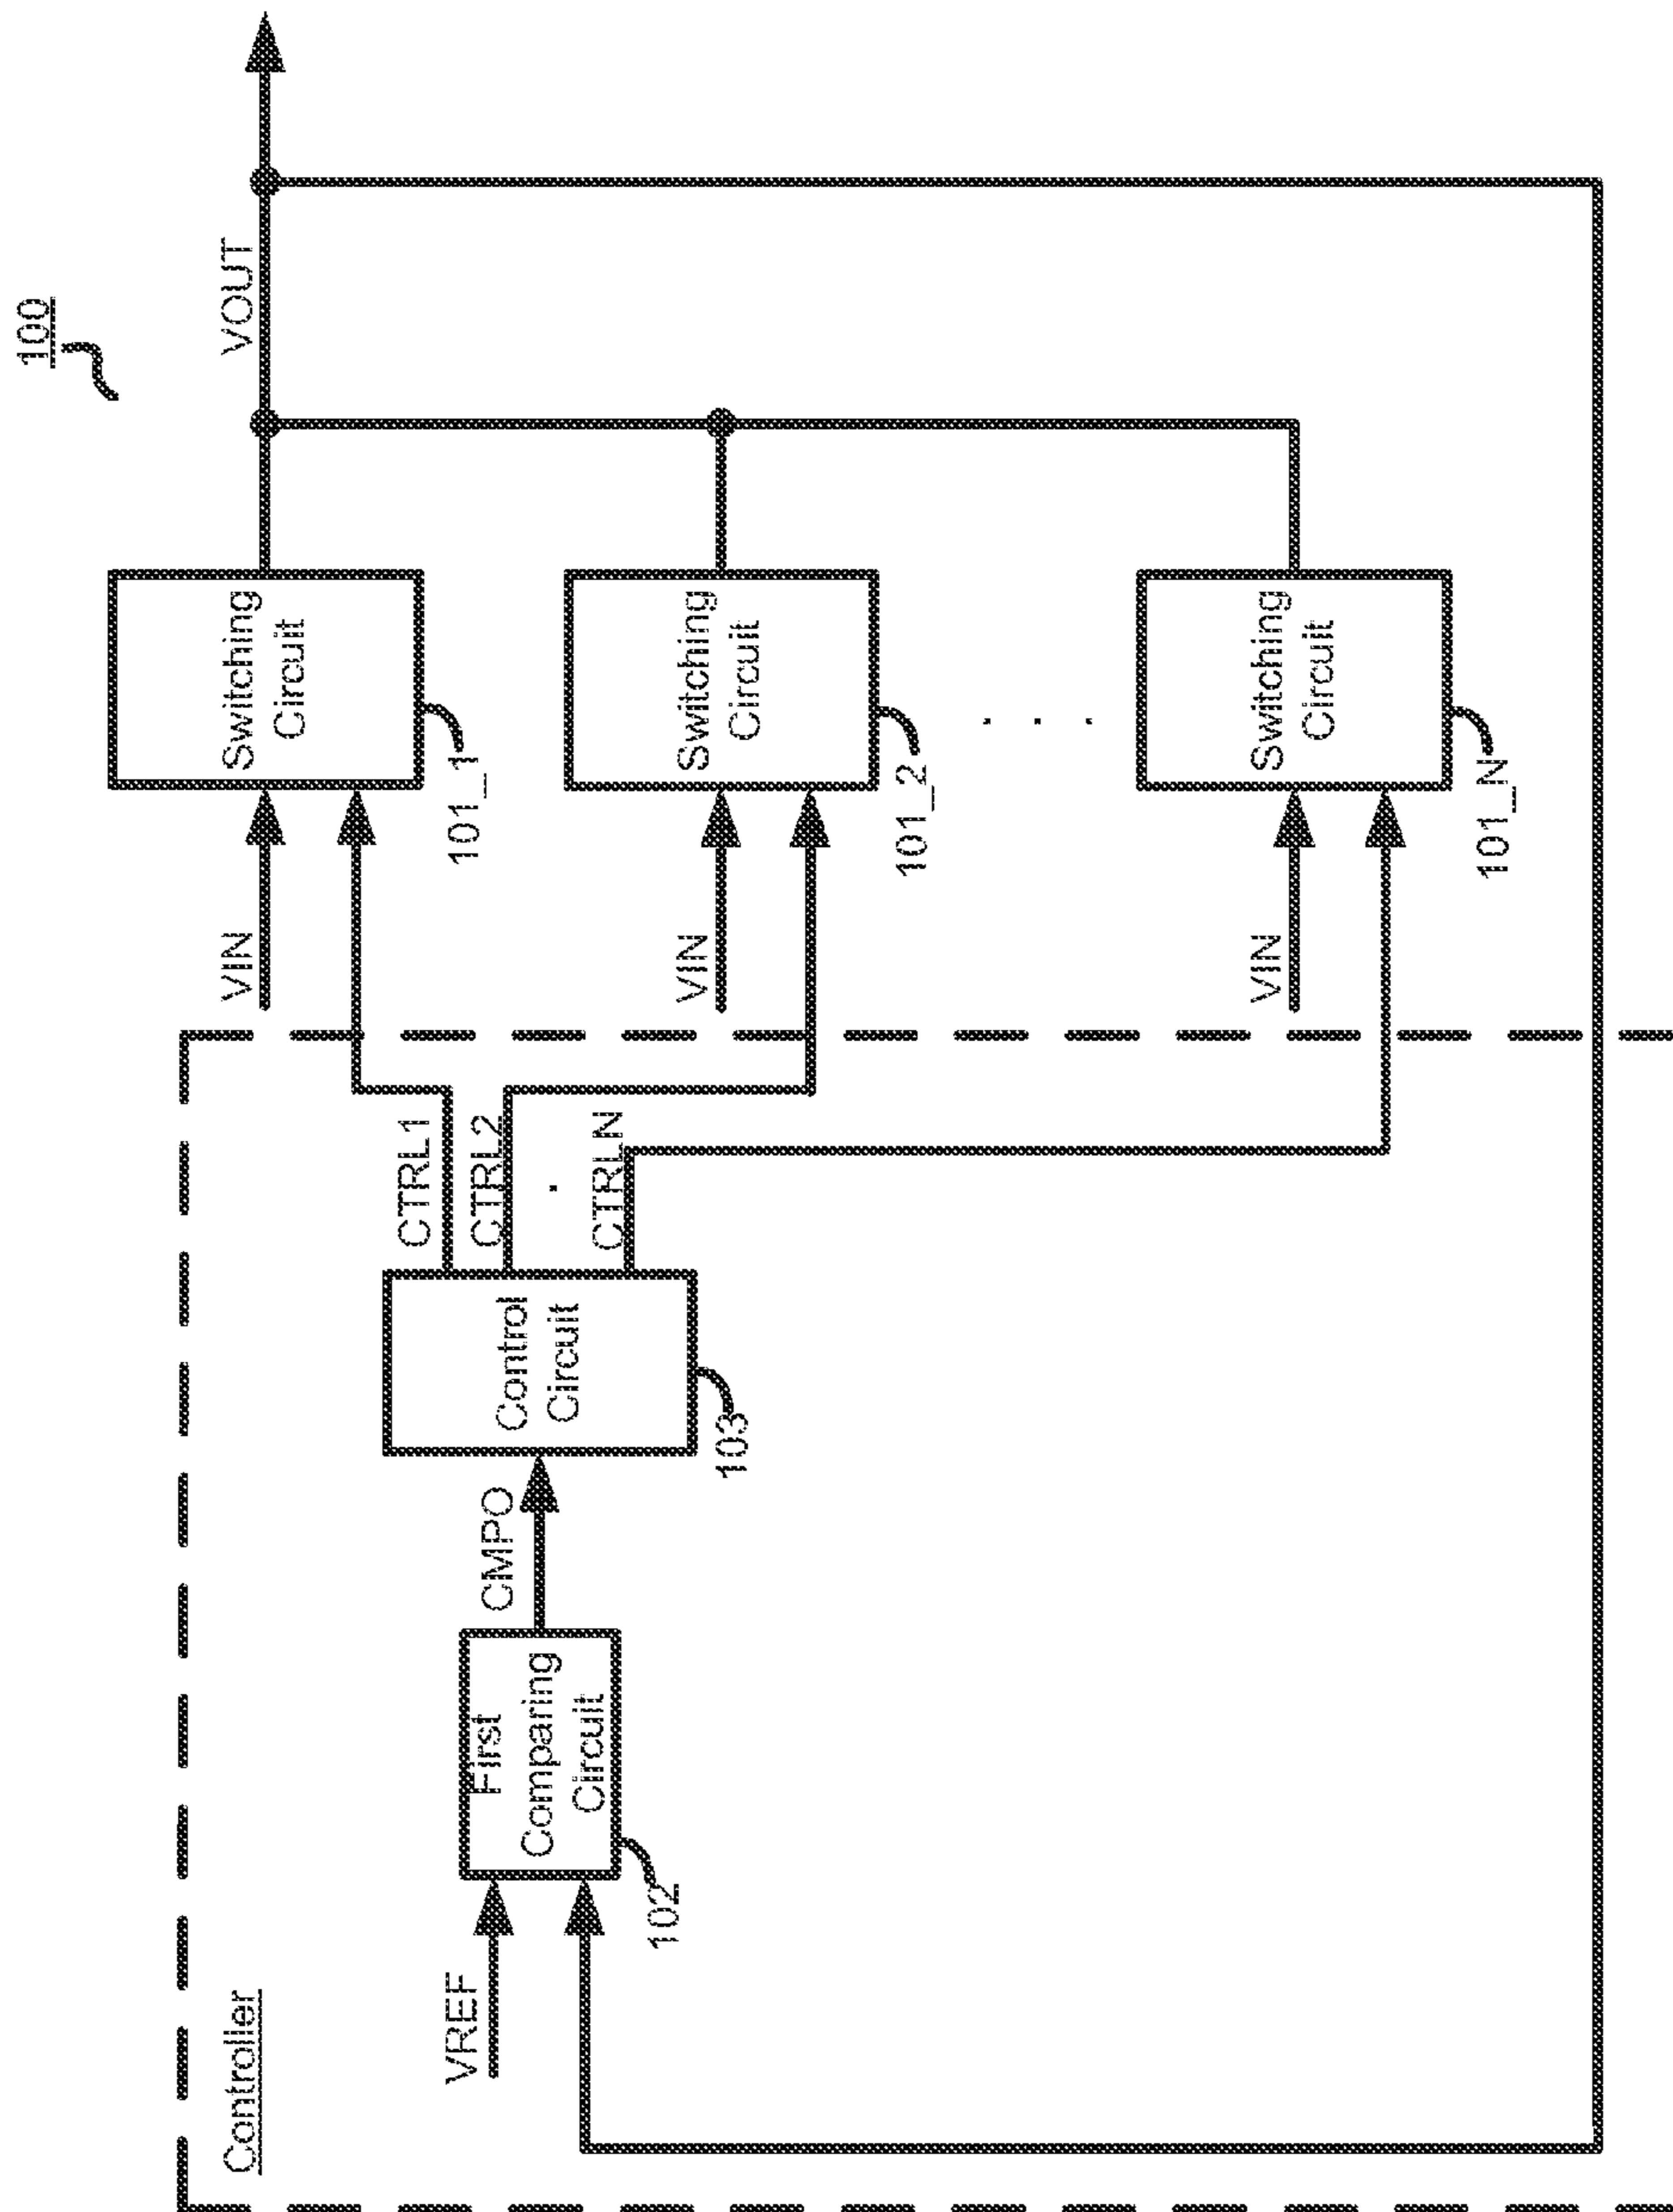 100
Controller
VREF
First
Comparing
Circuit
102
CMPO
Control
Circuit
103
CTRL1
CTRL2
.
CTRLN
VIN
Switching
Circuit
101_1
VOUT
VIN
Switching
Circuit
101_2
. . .
VIN
Switching
Circuit
101_N